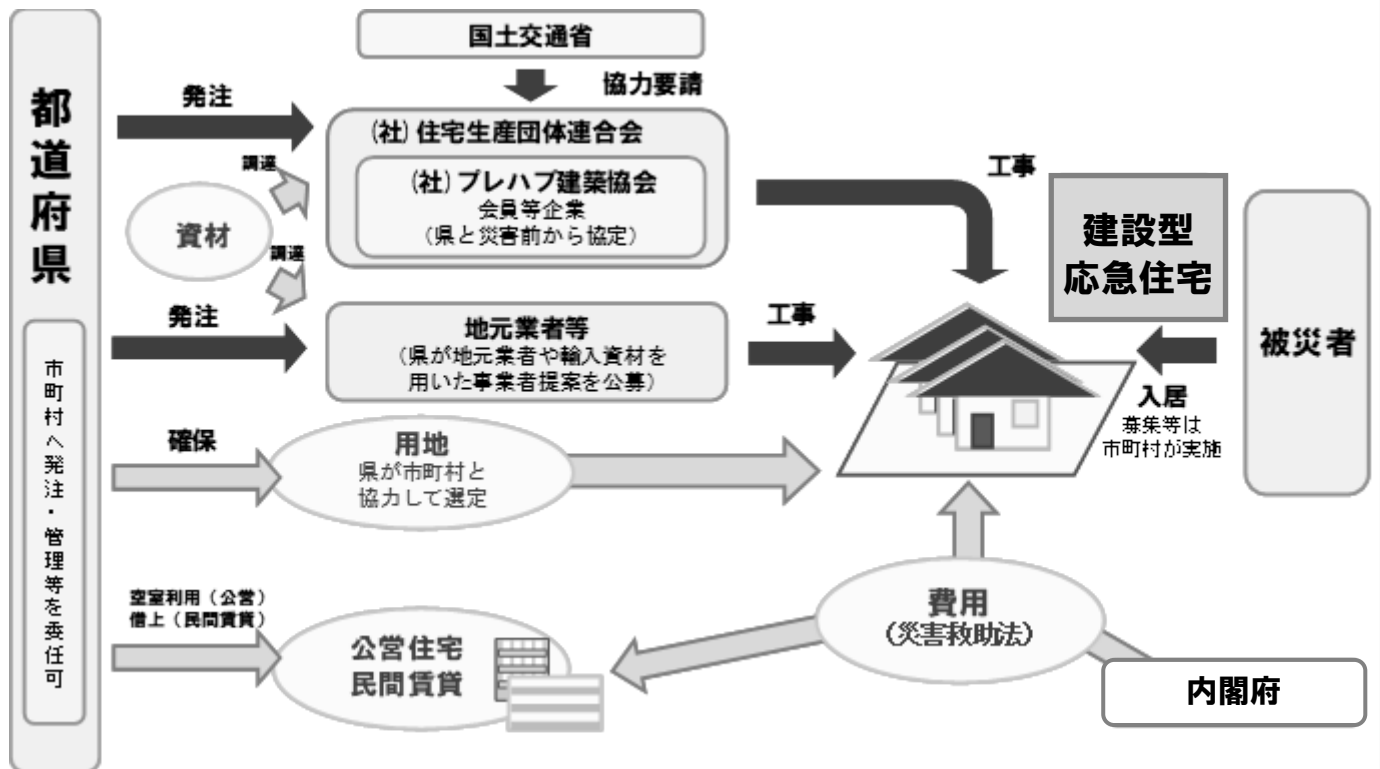 都道府県
市町村へ発注・管理等を委任可
国土交通省
協力要請
発注
(社)住宅生産団体連合会
(社)プレハブ建築協会
会員等企業
(県と災害前から協定)
調達
資材
調達
発注
地元業者等
(県が地元業者や輸入資材を
用いた事業者提案を公募)
工事
工事
建設型
応急住宅
被災者
入居
募集等は
市町村が実施
確保
用地
県が市町村と
協力して選定
空室利用(公営)
借上(民間賃貸)
公営住宅
民間賃貸
費用
(災害救助法)
内閣府